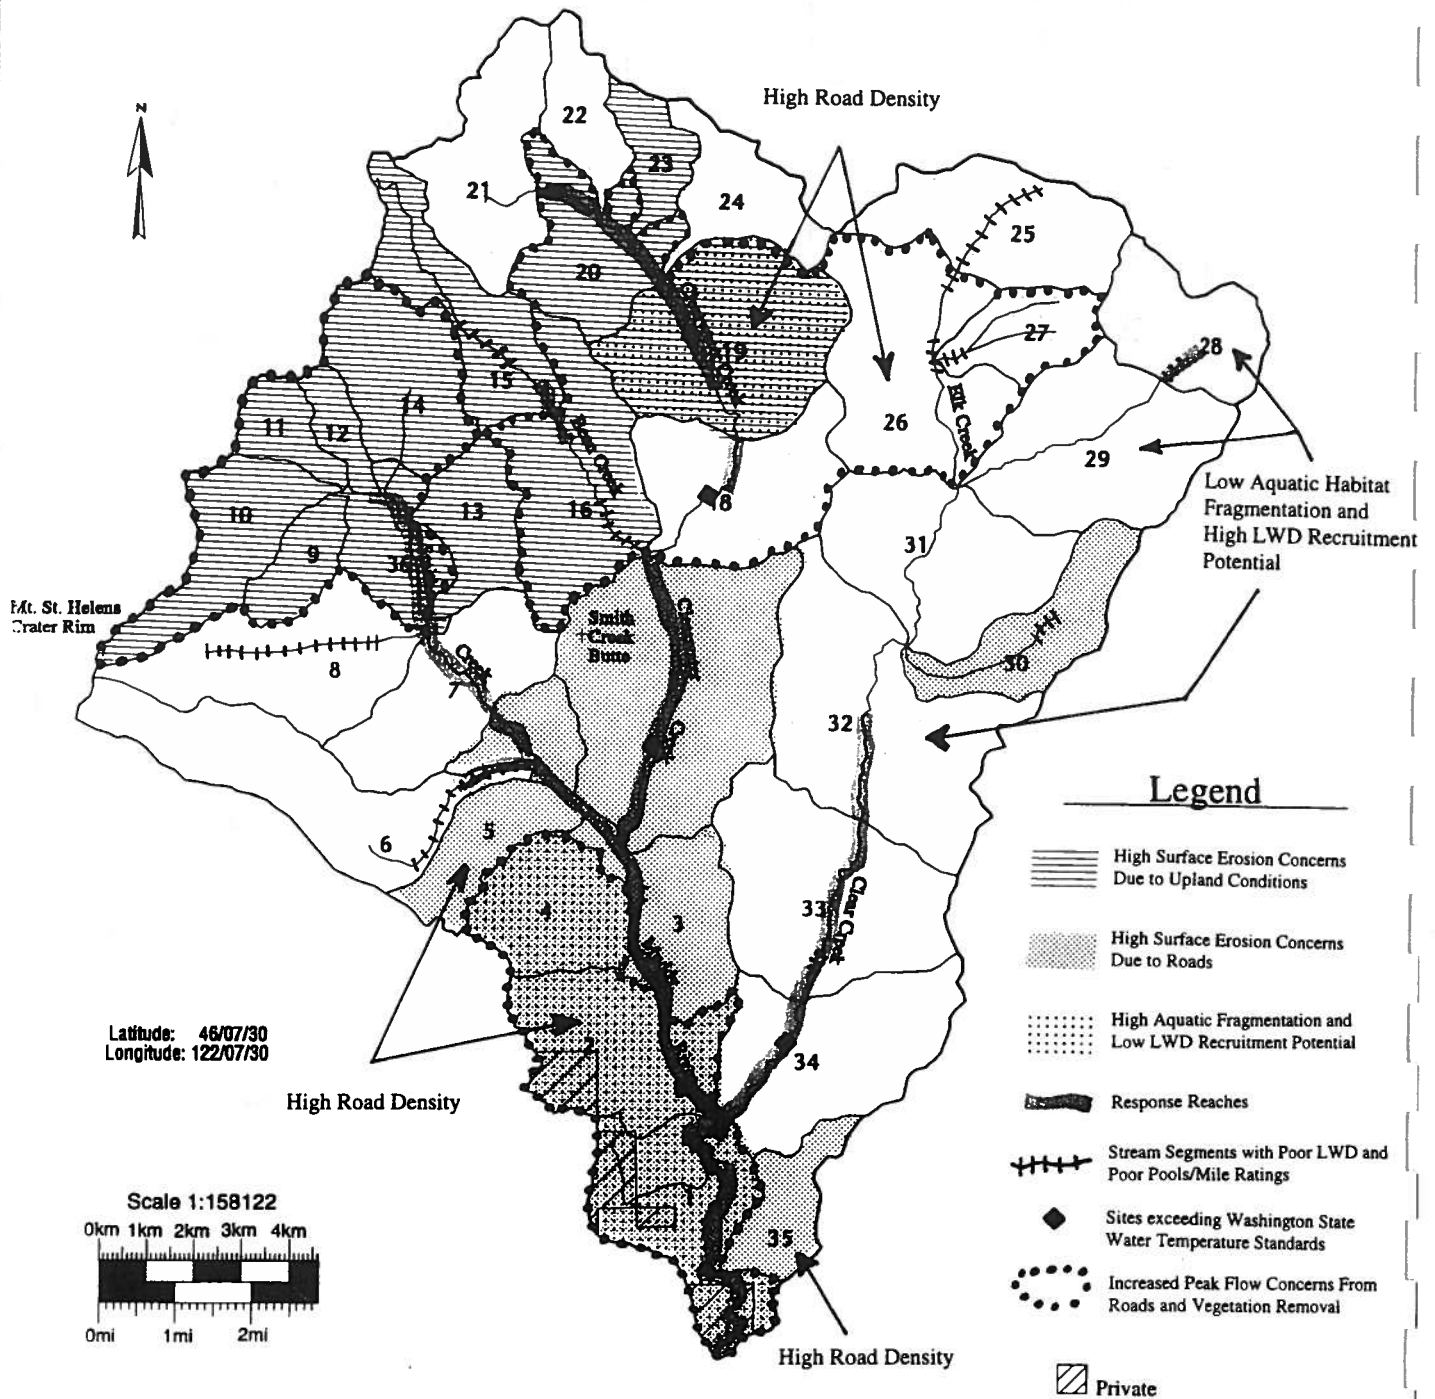 N
High Road Density
22
23
21
24
25
20
27
19
28
15
14
26
Elk Creek
11
12
Bean Creek
29
Low Aquatic Habitat
Fragmentation and
High LWD Recruitment
Potential
18
10
13
16
31
9
36
Mt. St. Helens
Crater Rim
Smith
Creek
Butte
8
Creek
7
30
32
Legend
High Surface Erosion Concerns
Due to Upland Conditions
5
6
33
Clear Creek
4
3
High Surface Erosion Concerns
Due to Roads
Latitude: 46/07/30
Longitude: 122/07/30
2
High Aquatic Fragmentation and
Low LWD Recruitment Potential
34
High Road Density
Response Reaches
Stream Segments with Poor LWD and
Poor Pools/Mile Ratings
1
Scale 1:158122
0km 1km 2km 3km 4km
0mi 1mi 2mi
35
Sites exceeding Washington State
Water Temperature Standards
Increased Peak Flow Concerns From
Roads and Vegetation Removal
High Road Density
Private